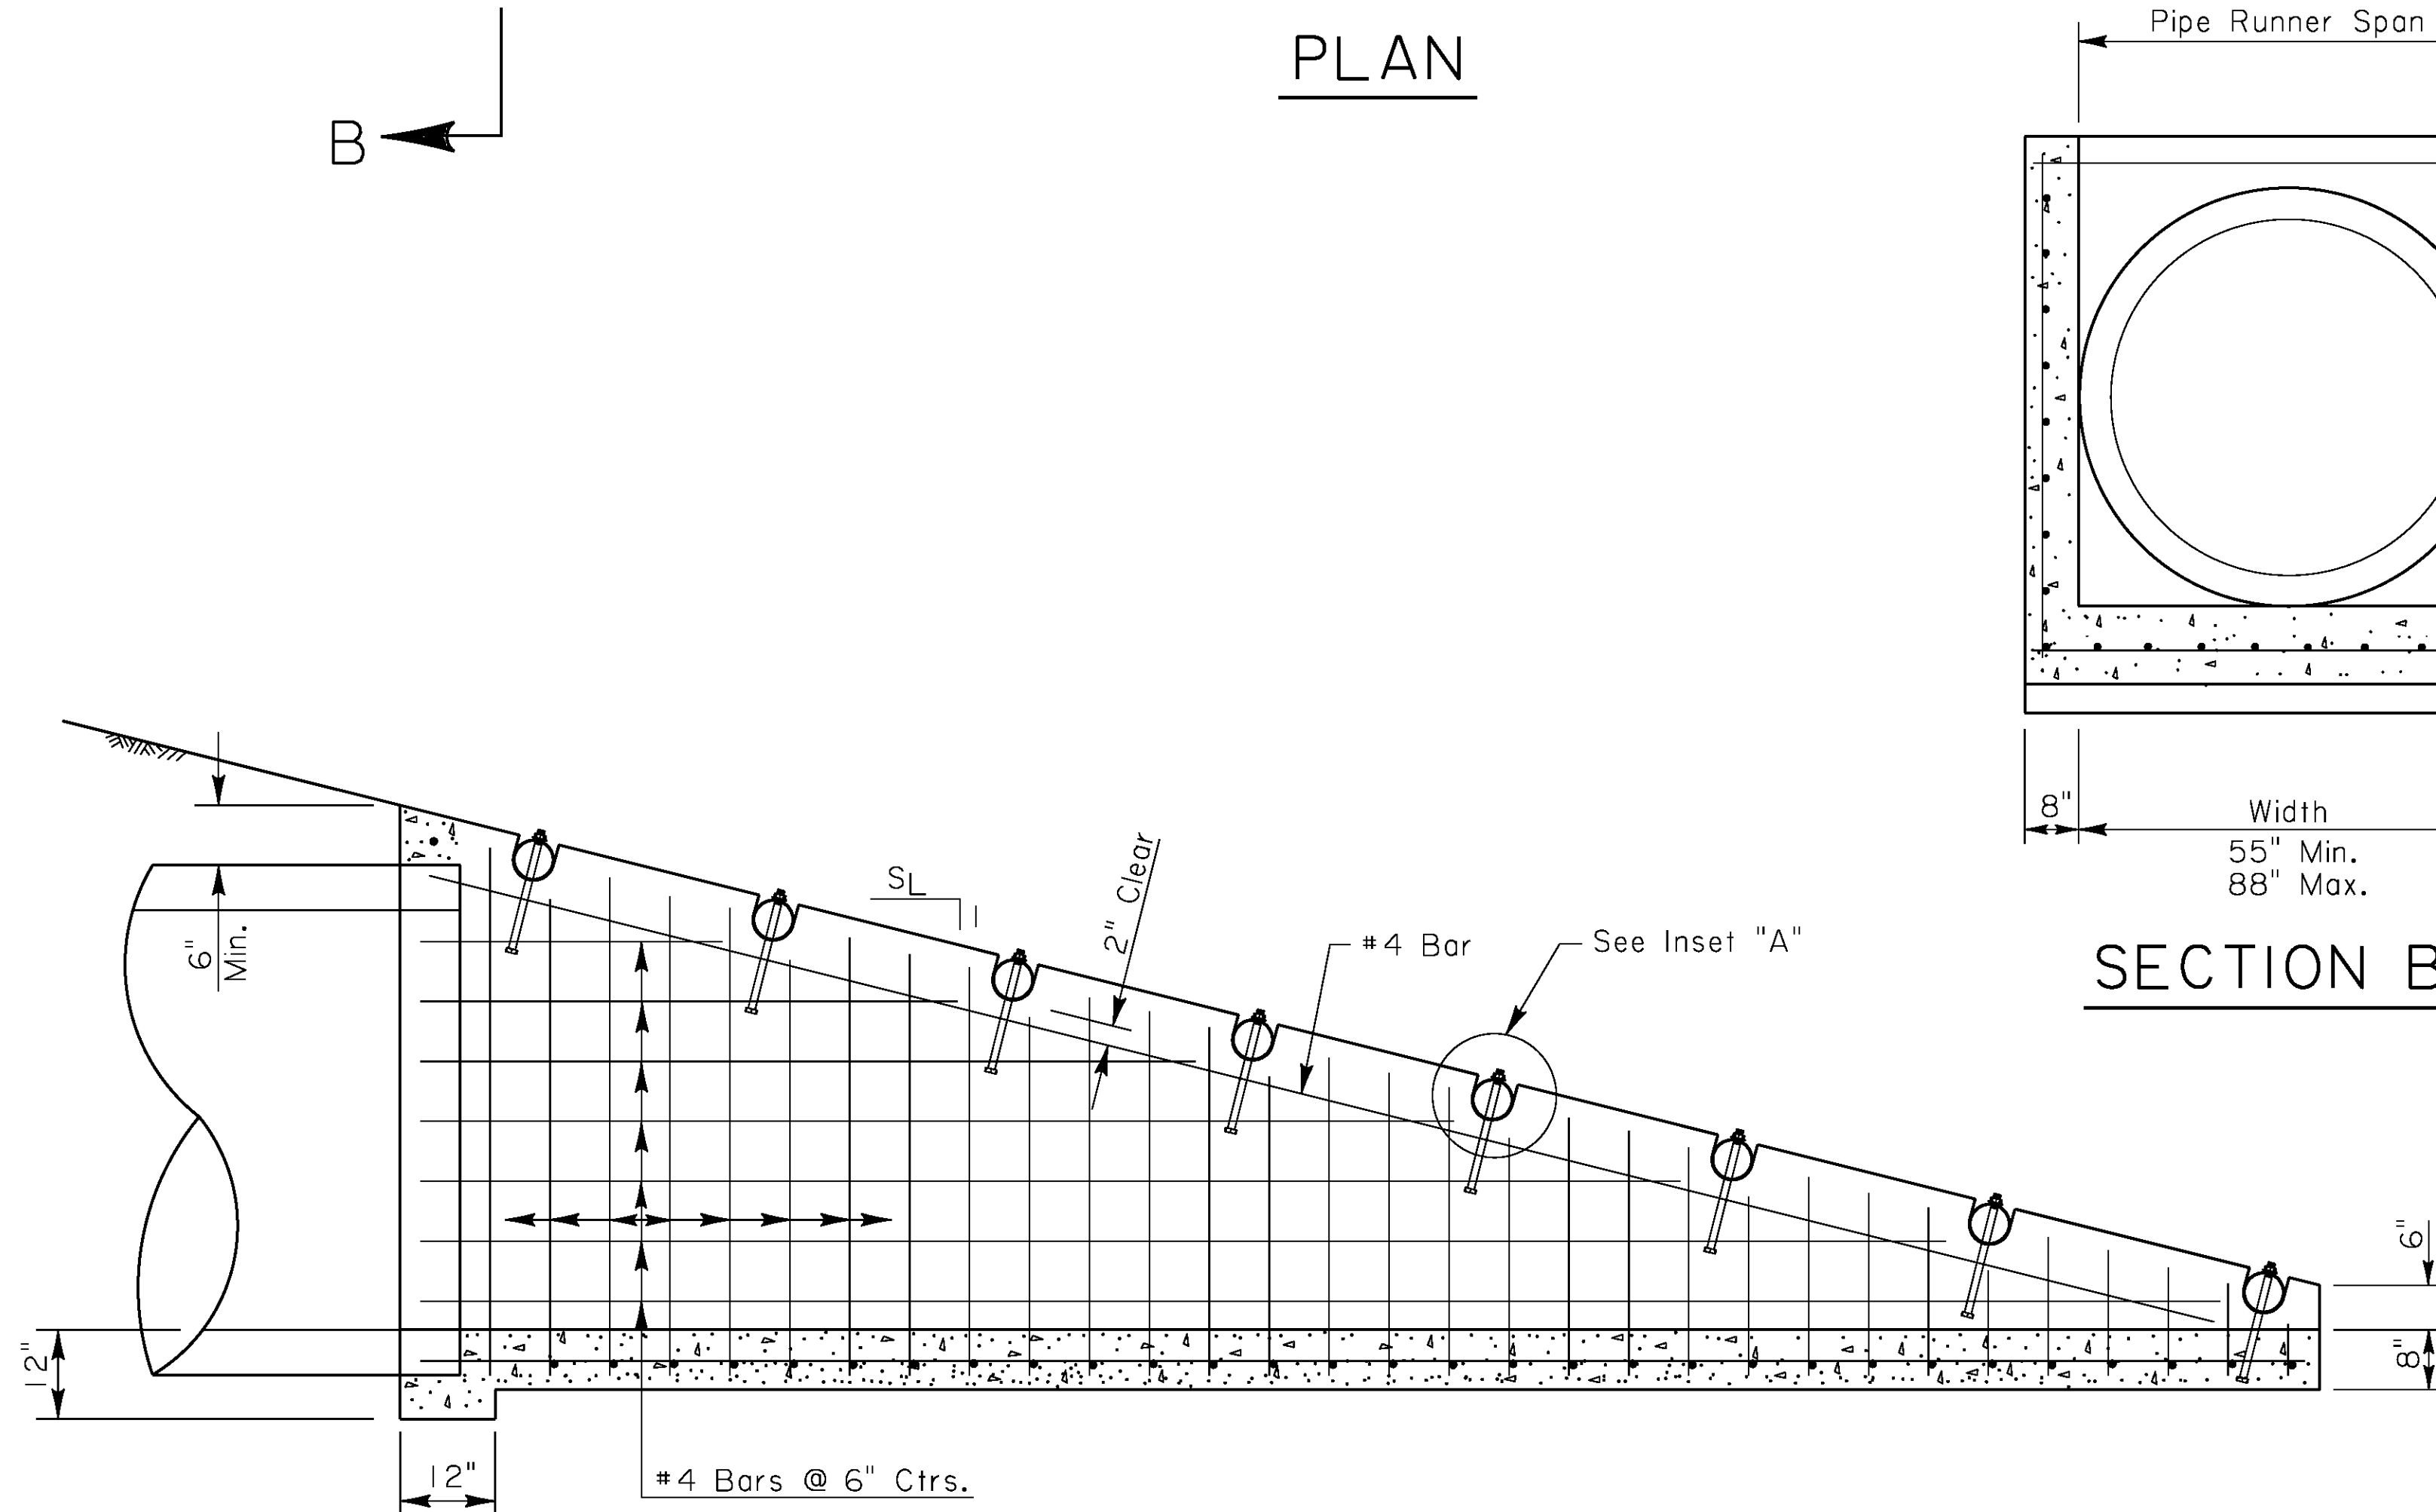 PLAN
Pipe Runner Span
B
8"
Width
55" Min.
88" Max.
SECTION B
6"
Min.
SL
1
2" Clear
#4 Bar
See Inset "A"
6"
8"
12"
12"
#4 Bars @ 6" Ctrs.